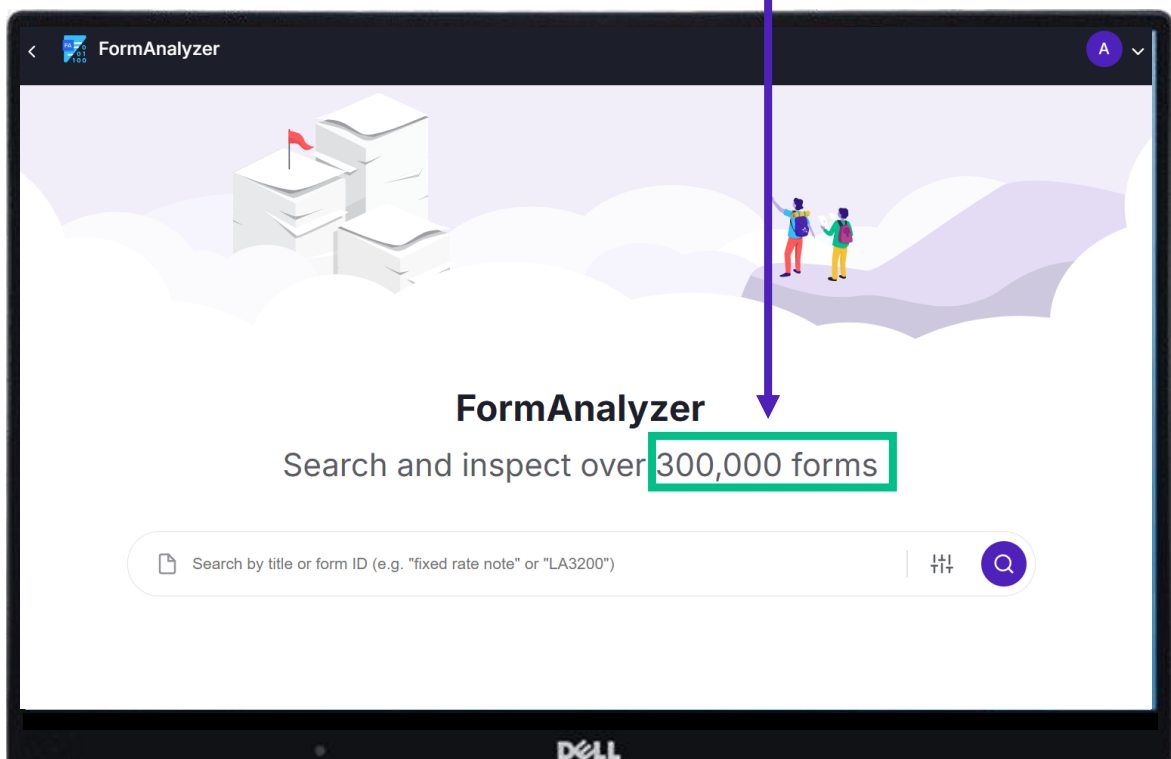 FormAnalyzer
A
FormAnalyzer
Search and inspect over 300,000 forms
Search by title or form ID (e.g. "fixed rate note" or "LA3200")
DELL